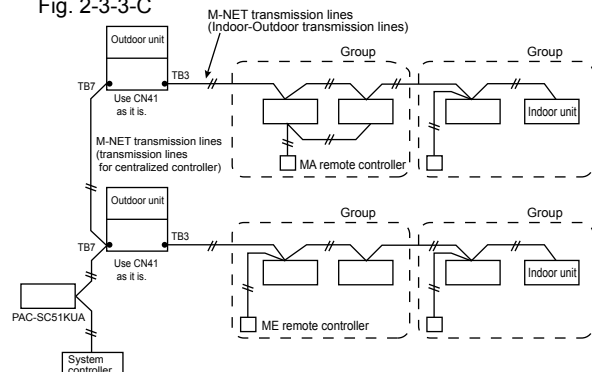 Fig. 2-3-3-C
M-NET transmission lines
(Indoor-Outdoor transmission lines)
Outdoor unit
TB7
TB3
Use CN41
as it is.
Group
Group
Indoor unit
MA remote controller
M-NET transmission lines
(transmission lines
for centralized controller)
Outdoor unit
TB7
TB3
Use CN41
as it is.
Group
Group
Indoor unit
ME remote controller
PAC-SC51KUA
System
controller